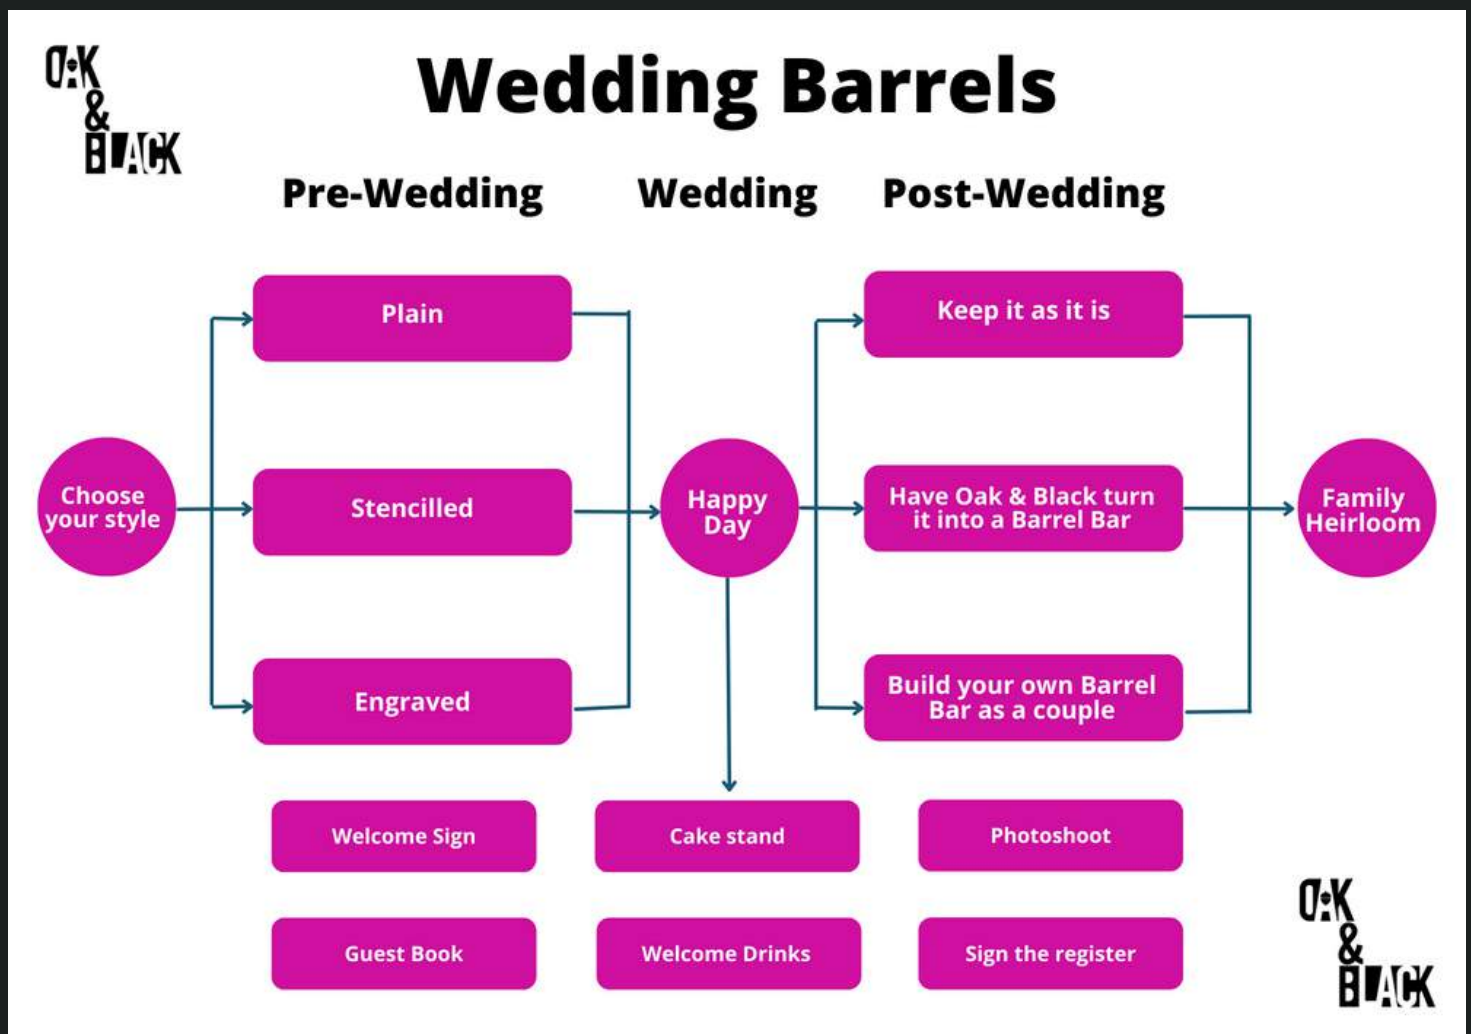 OAK
&
BLACK
Wedding Barrels
Pre-Wedding
Wedding
Post-Wedding
Plain
Keep it as it is
Choose
your style
Stencilled
Happy
Day
Have Oak & Black turn
it into a Barrel Bar
Family
Heirloom
Engraved
Build your own Barrel
Bar as a couple
Welcome Sign
Cake stand
Photoshoot
Guest Book
Welcome Drinks
Sign the register
OAK
&
BLACK